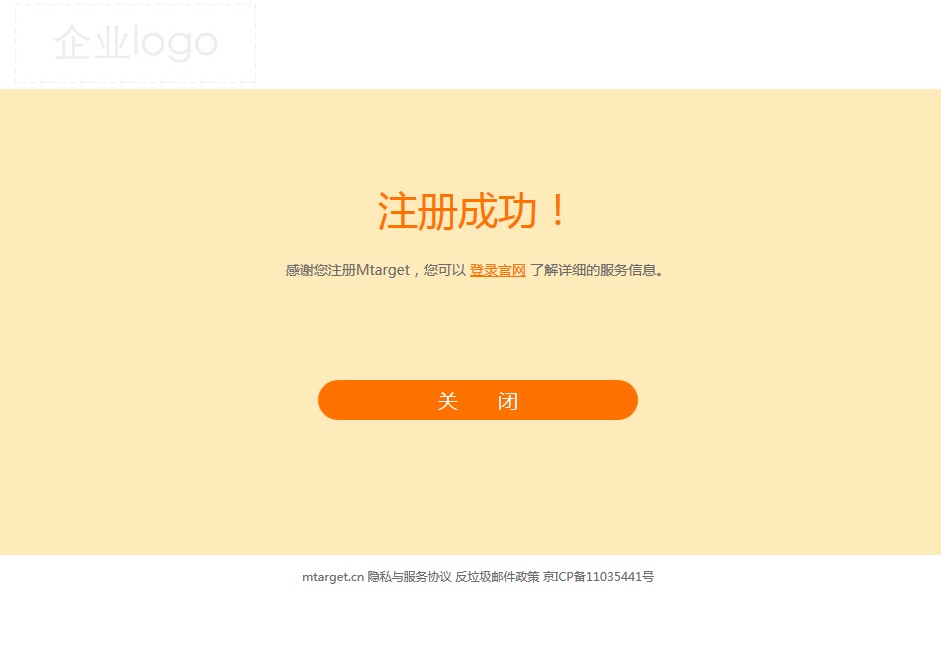 企业logo
注册成功！
感谢您注册Mtarget，您可以 登录官网 了解详细的服务信息。
关 闭
mtarget.cn 隐私与服务协议 反垃圾邮件政策 京ICP备11035441号